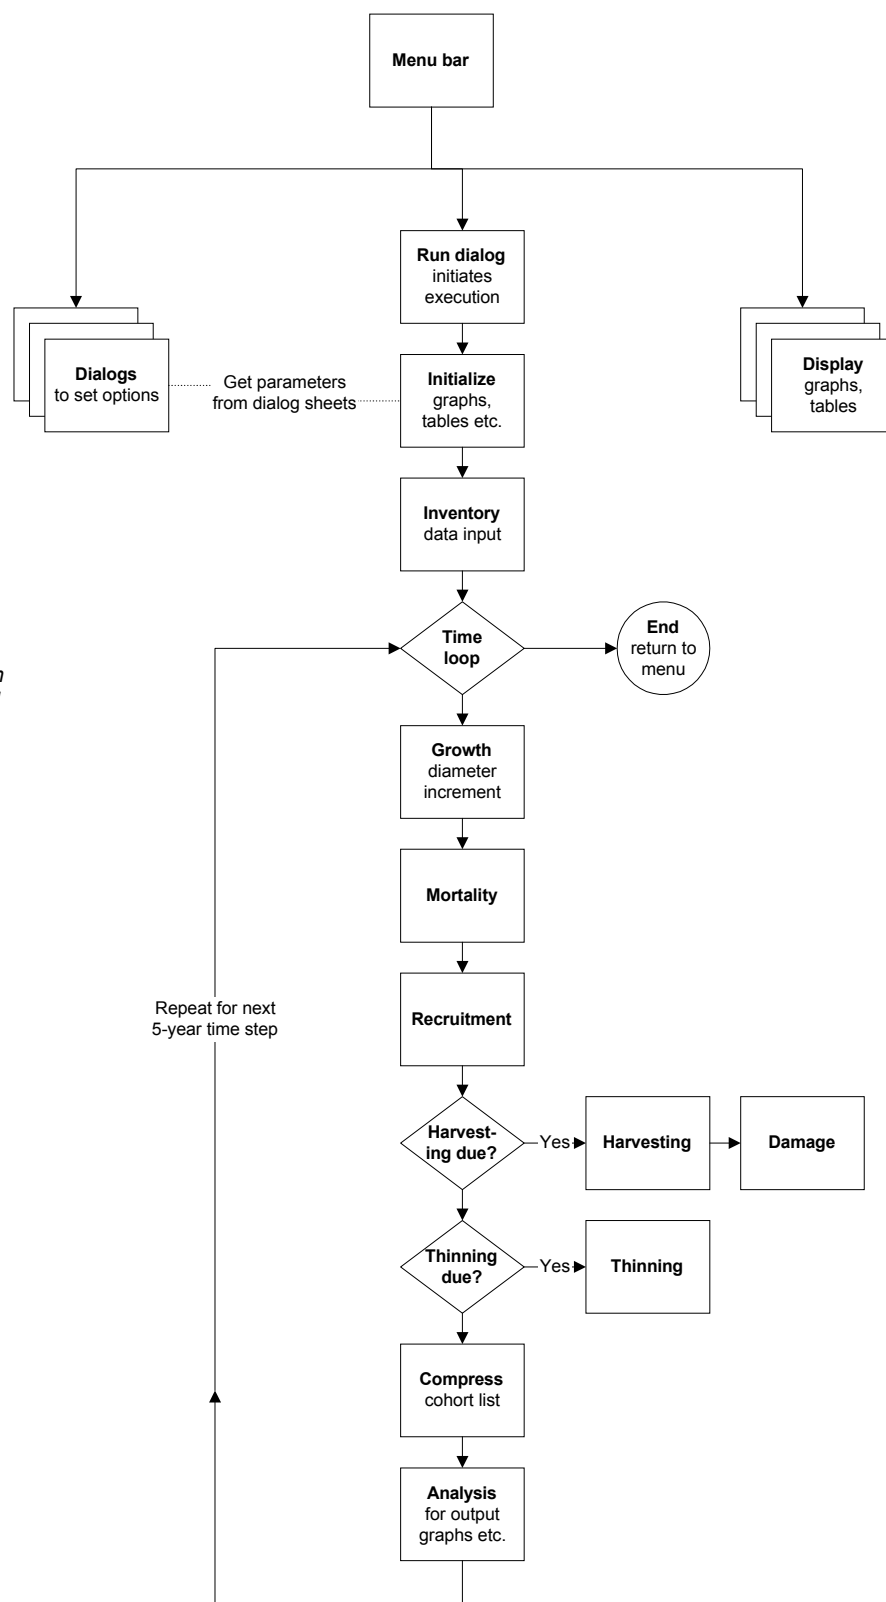 Menu bar
Run dialog
initiates
execution
Dialogs
to set options
Get parameters
from dialog sheets
Initialize
graphs,
tables etc.
Display
graphs,
tables
Inventory
data input
Time
loop
End
return to
menu
Growth
diameter
increment
Mortality
Repeat for next
5-year time step
Recruitment
Harvest-
ing due?
Yes
Harvesting
Damage
Thinning
due?
Yes
Thinning
Compress
cohort list
Analysis
for output
graphs etc.